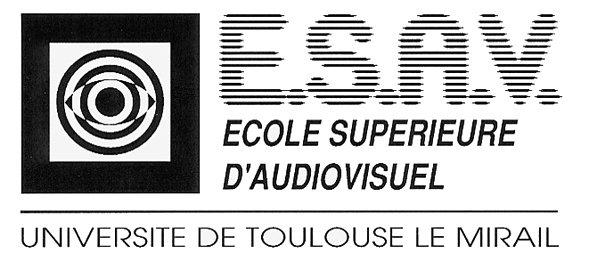 E.S.A.V.
ECOLE SUPERIEURE
D'AUDIOVISUEL
UNIVERSITE DE TOULOUSE LE MIRAIL